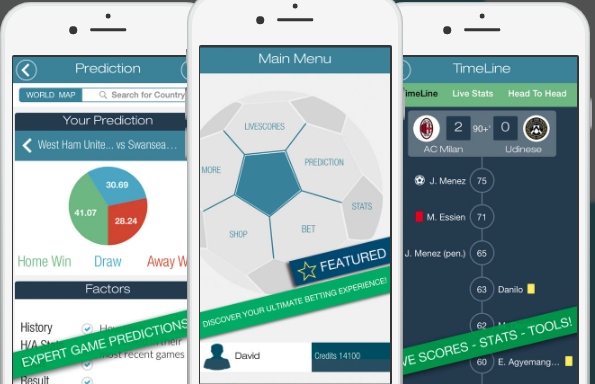 Prediction
WORLD MAP
Search for Country
Your Prediction
West Ham Unite... vs Swansea...
30.69
41.07
28.24
Home Win
Draw
Away W
Factors
History
H/A
their
most recent games
Result
EXPERT GAME PREDICTIONS
Main Menu
LIVESCORES
PREDICTION
MORE
STATS
SHOP
BET
FEATURED
DISCOVER YOUR ULTIMATE BETTING EXPERIENCE!
David
Credits 14100
TimeLine
imeLine
Live Stats
Head To Head
2
90+'
0
AC Milan
Udinese
J. Menez
75
M. Essien
71
J. Menez (pen.)
65
63
Danilo
62
VE SCORES - STATS - TOOLS!
60
E. Agyemang...